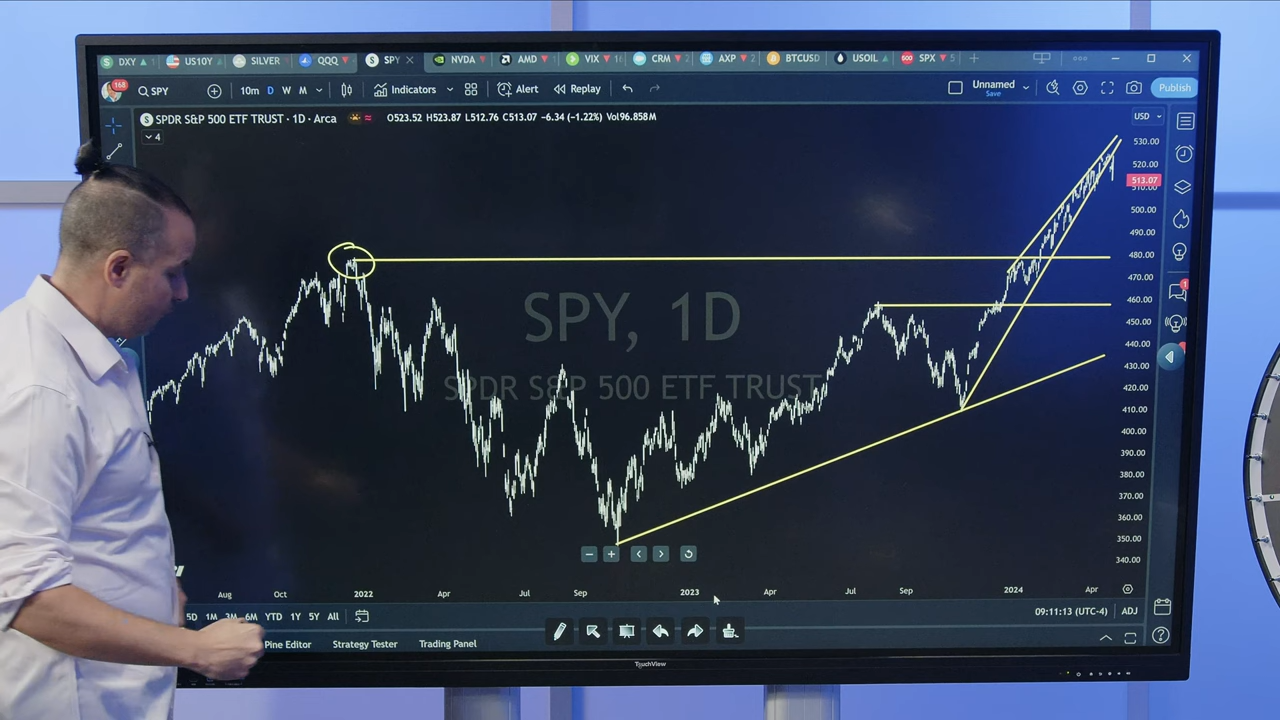 DXY US10Y SILVER QQQ SPY NVDA AMD VIX CRM AXP BTCUSD USOIL SPX
168 SPY 10m D W M Indicators Alert Replay Unnamed Save Publish
SPDR S&P 500 ETF TRUST · 1D · Arca O523.52 H523.87 L512.76 C513.07 −6.34 (−1.22%) Vol96.858M USD
4
530.00
520.00
513.07
510.00
500.00
490.00
480.00
470.00
460.00
450.00
440.00
430.00
420.00
410.00
400.00
390.00
380.00
370.00
360.00
350.00
340.00
SPY, 1D
SPDR S&P 500 ETF TRUST
Aug Oct 2022 Apr Jul Sep 2023 Apr Jul Sep 2024 Apr
5D 1M 3M 6M YTD 1Y 5Y All 09:11:13 (UTC-4) ADJ
Pine Editor Strategy Tester Trading Panel
TouchView